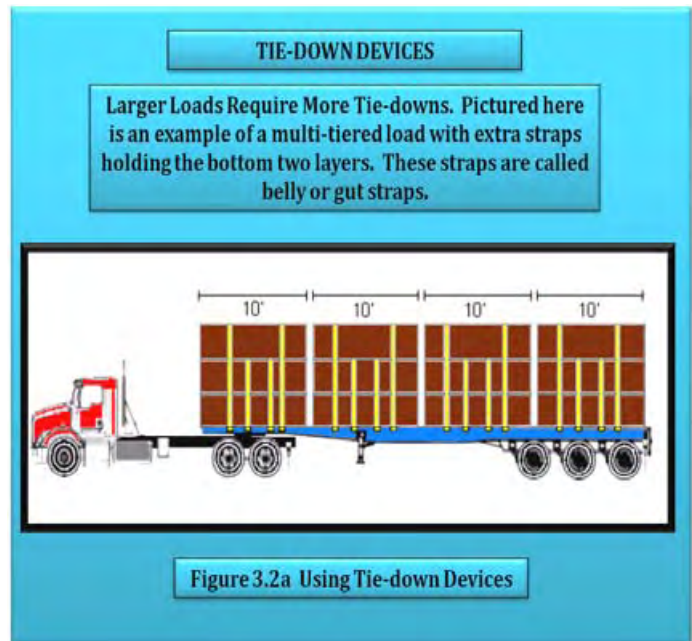 TIE-DOWN DEVICES
Larger Loads Require More Tie-downs. Pictured here
is an example of a multi-tiered load with extra straps
holding the bottom two layers. These straps are called
belly or gut straps.
10' 10' 10' 10'
Figure 3.2a Using Tie-down Devices